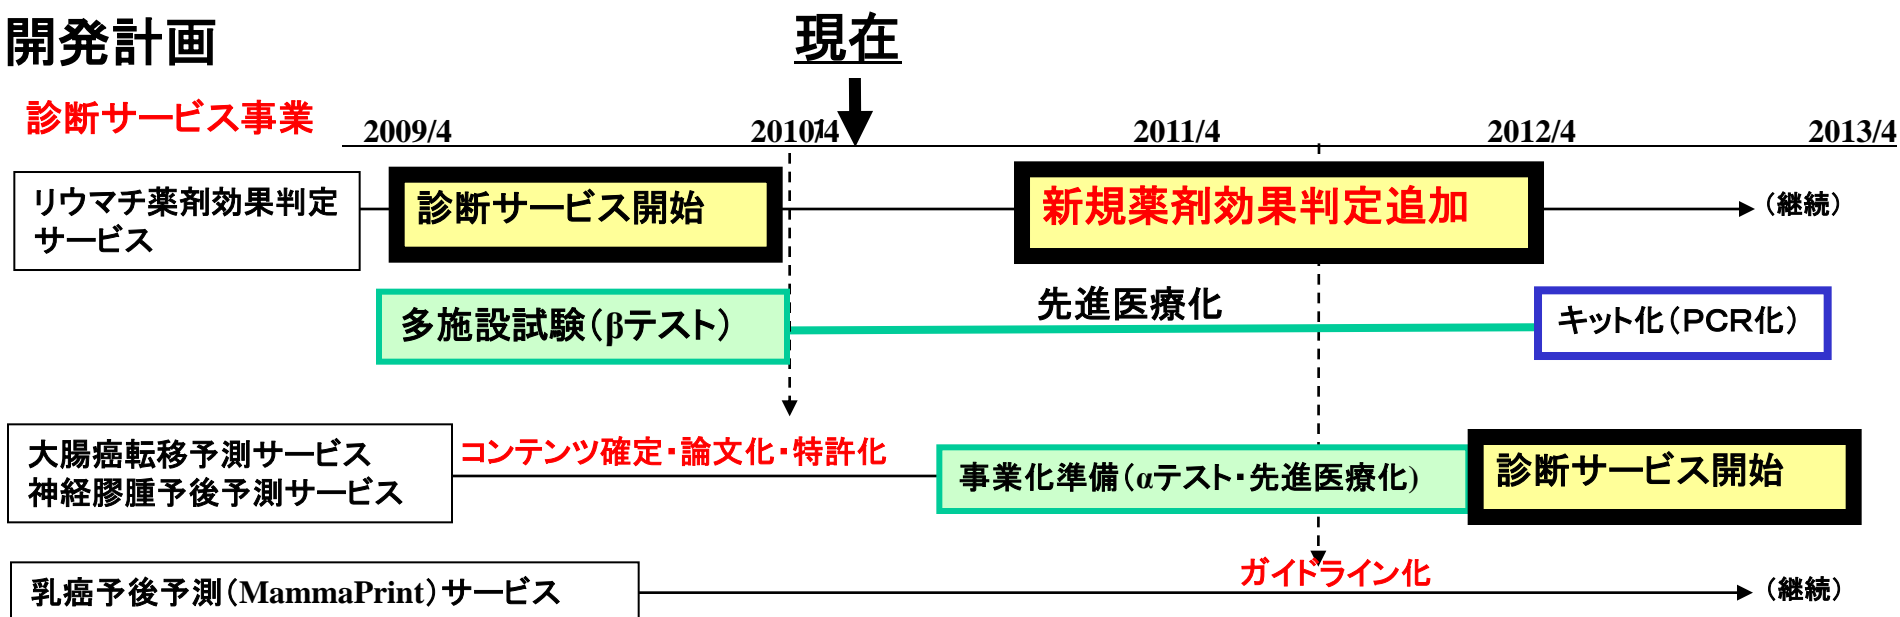 開発計画
現在
診断サービス事業
2009/4
2010/4
2011/4
2012/4
2013/4
リウマチ薬剤効果判定
サービス
診断サービス開始
新規薬剤効果判定追加
（継続）
多施設試験（βテスト）
先進医療化
キット化（PCR化）
大腸癌転移予測サービス
神経膠腫予後予測サービス
コンテンツ確定・論文化・特許化
事業化準備（αテスト・先進医療化）
診断サービス開始
ガイドライン化
乳癌予後予測（MammaPrint）サービス
（継続）